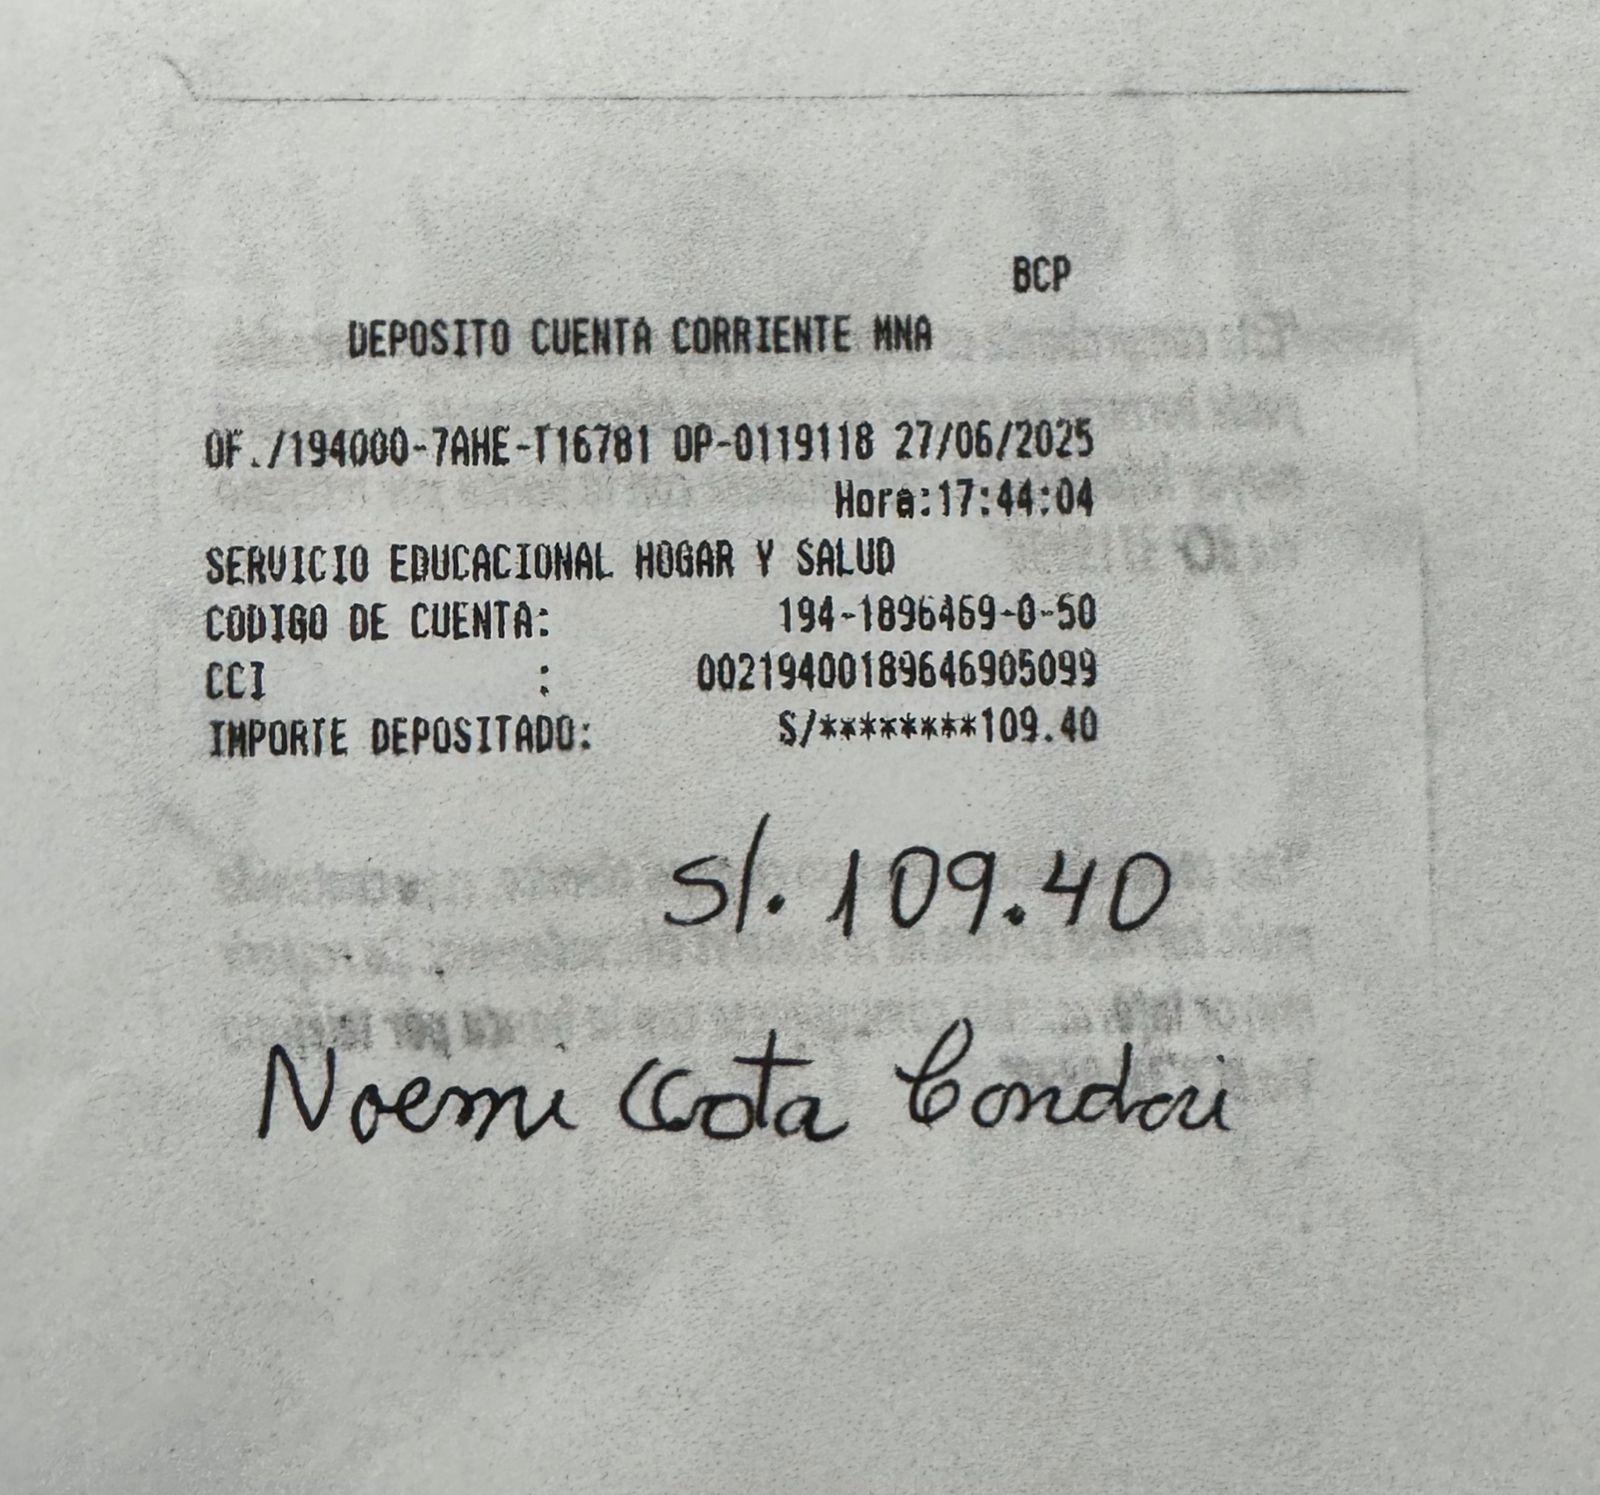 BCP
DEPOSITO CUENTA CORRIENTE MNA
OF./194000-7AHE-T16781 OP-0119118 27/06/2025
Hora:17:44:04
SERVICIO EDUCACIONAL HOGAR Y SALUD
CODIGO DE CUENTA: 194-1896469-0-50
CCI : 00219400189646905099
IMPORTE DEPOSITADO: S/********109.40
S/. 109.40
Noemi Ccota Condori